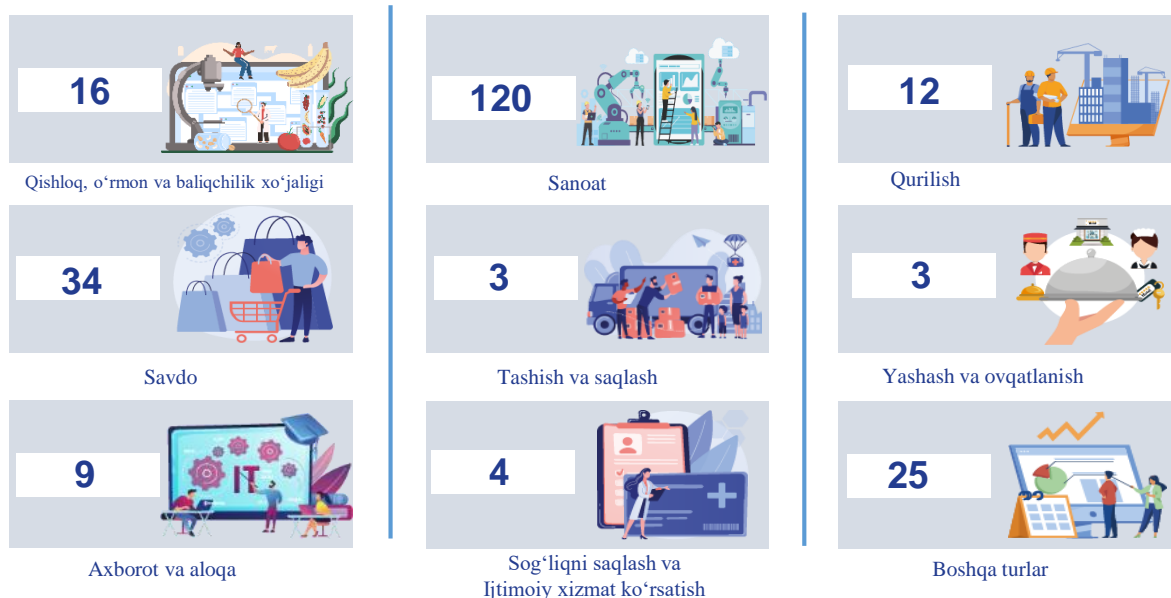 16
120
12
Qishloq, o‘rmon va baliqchilik xo‘jaligi
Sanoat
Qurilish
34
3
3
Savdo
Tashish va saqlash
Yashash va ovqatlanish
9
IT
4
25
Axborot va aloqa
Sog‘liqni saqlash va
Ijtimoiy xizmat ko‘rsatish
Boshqa turlar